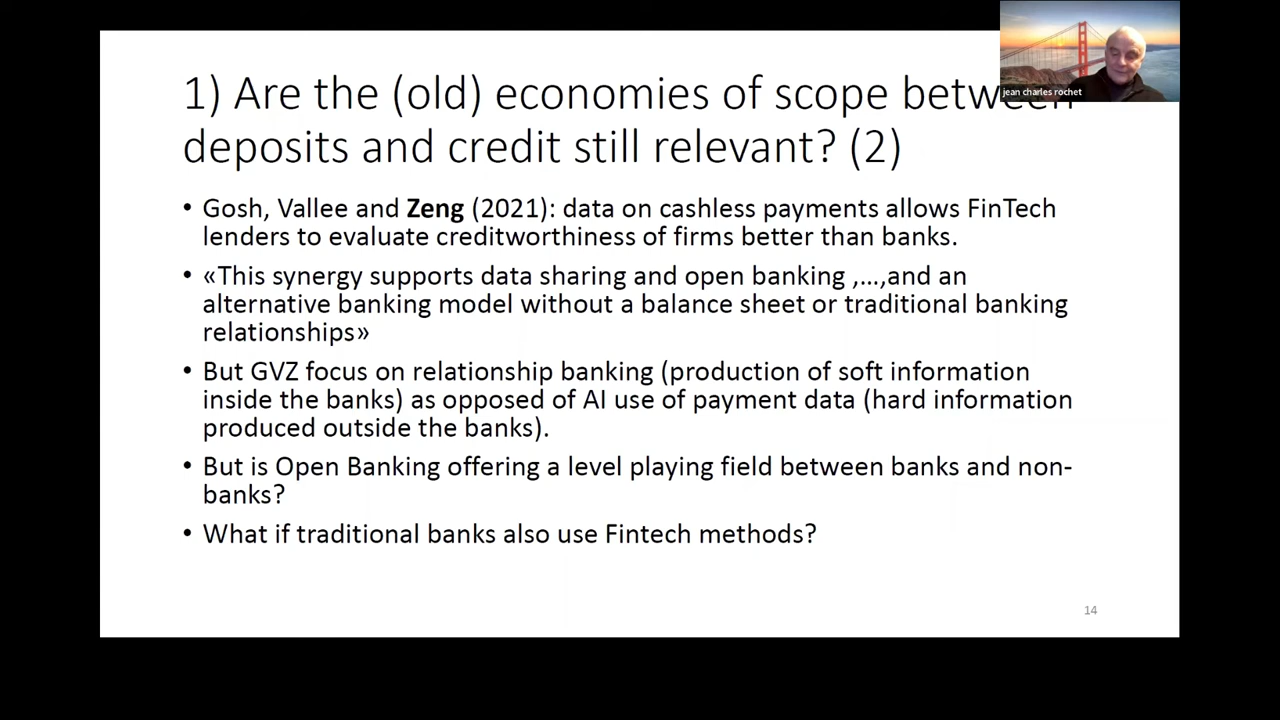 1) Are the (old) economies of scope between
deposits and credit still relevant? (2)
• Gosh, Vallee and Zeng (2021): data on cashless payments allows FinTech
lenders to evaluate creditworthiness of firms better than banks.
• «This synergy supports data sharing and open banking ,...,and an
alternative banking model without a balance sheet or traditional banking
relationships»
• But GVZ focus on relationship banking (production of soft information
inside the banks) as opposed of AI use of payment data (hard information
produced outside the banks).
• But is Open Banking offering a level playing field between banks and non-
banks?
• What if traditional banks also use Fintech methods?
14
jean charles rochet